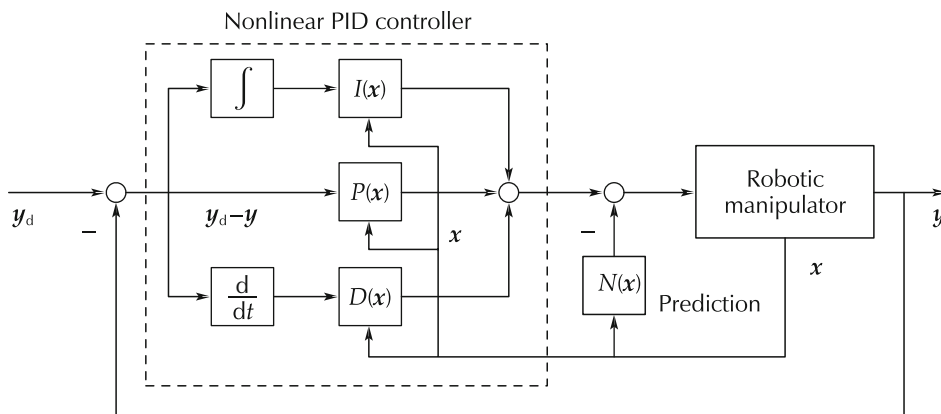 Nonlinear PID controller
∫
I(x)
P(x)
Robotic
manipulator
y_d
−
y_d−y
x
−
y
x
d
dt
D(x)
N(x)
Prediction